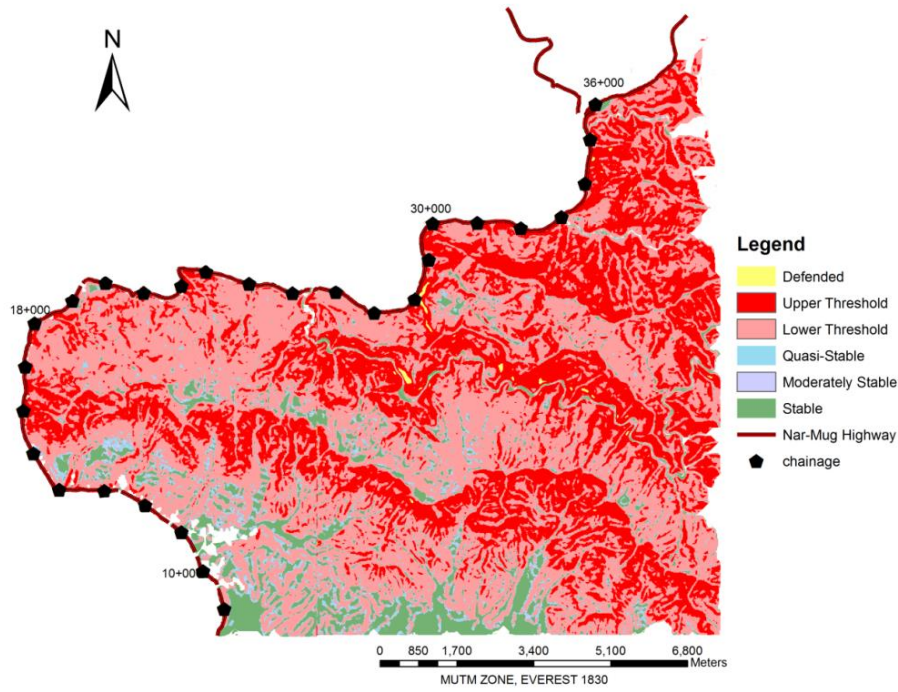 N
36+000
30+000
18+000
10+000
Legend
Defended
Upper Threshold
Lower Threshold
Quasi-Stable
Moderately Stable
Stable
Nar-Mug Highway
chainage
0 850 1,700 3,400 5,100 6,800
Meters
MUTM ZONE, EVEREST 1830